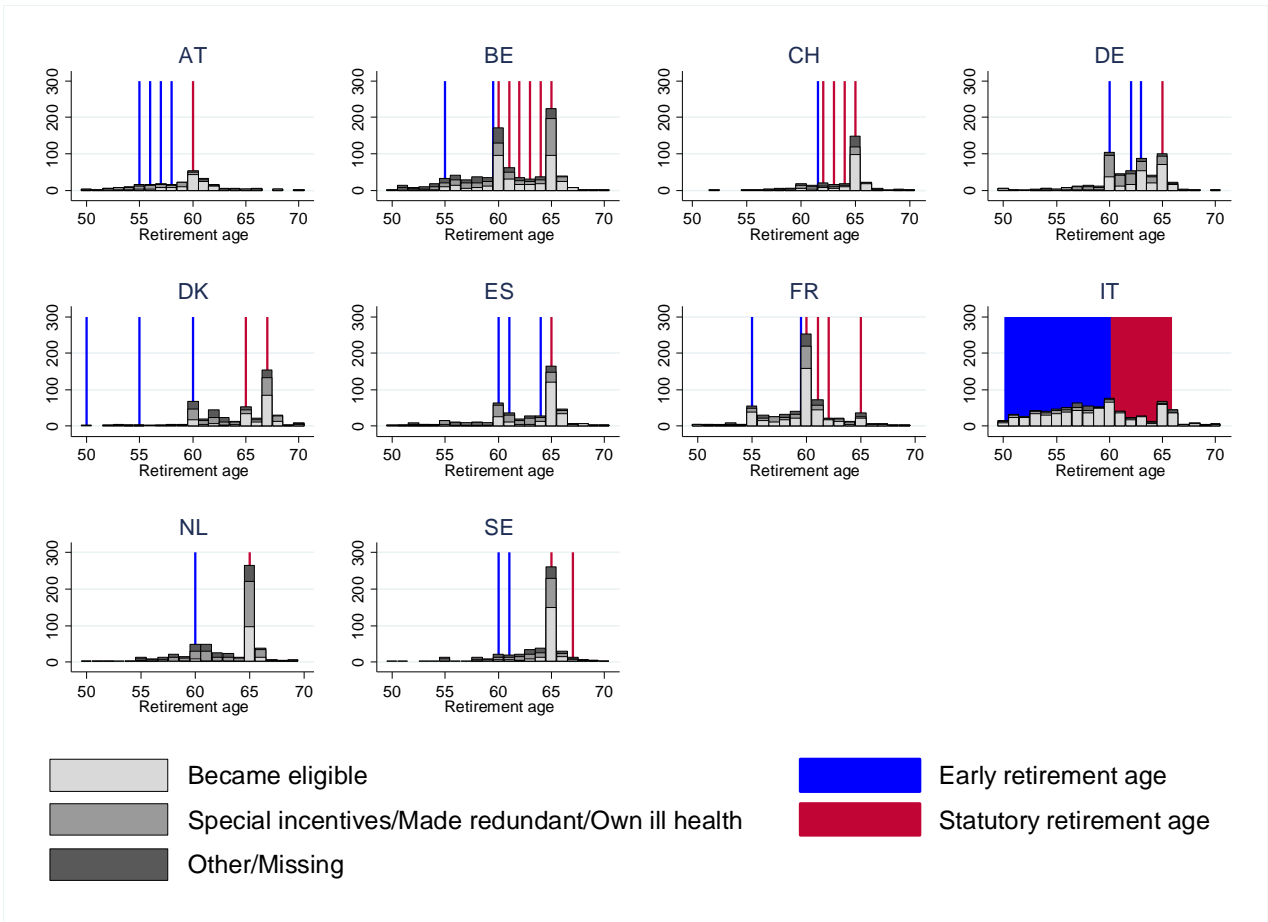 AT
BE
CH
DE
0 100 200 300
0 100 200 300
0 100 200 300
0 100 200 300
50 55 60 65 70
50 55 60 65 70
50 55 60 65 70
50 55 60 65 70
Retirement age
Retirement age
Retirement age
Retirement age
DK
ES
FR
IT
0 100 200 300
0 100 200 300
0 100 200 300
0 100 200 300
50 55 60 65 70
50 55 60 65 70
50 55 60 65 70
50 55 60 65 70
Retirement age
Retirement age
Retirement age
Retirement age
NL
SE
0 100 200 300
0 100 200 300
50 55 60 65 70
50 55 60 65 70
Retirement age
Retirement age
Became eligible
Special incentives/Made redundant/Own ill health
Other/Missing
Early retirement age
Statutory retirement age